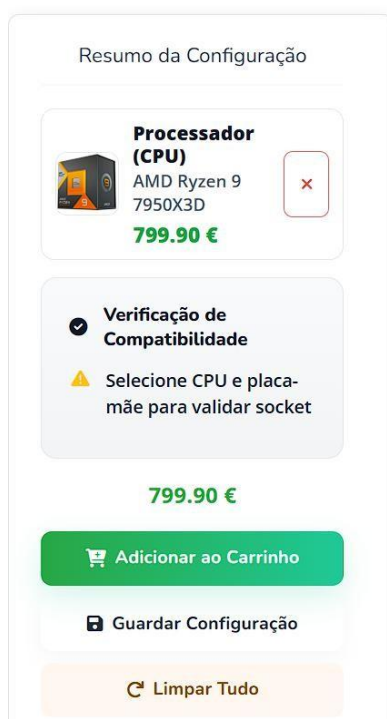 Resumo da Configuração
Processador
(CPU)
AMD Ryzen 9
7950X3D
799.90 €
Verificação de
Compatibilidade
Selecione CPU e placa-
mãe para validar socket
799.90 €
Adicionar ao Carrinho
Guardar Configuração
Limpar Tudo